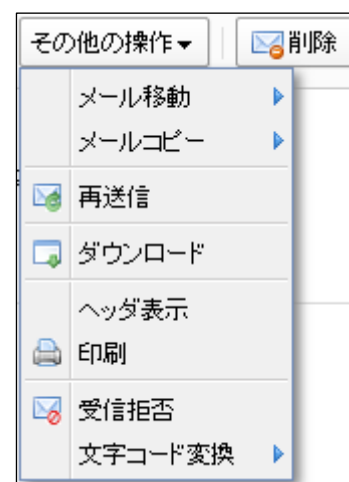 その他の操作▼ 削除
メール移動
メールコピー
再送信
ダウンロード
ヘッダ表示
印刷
受信拒否
文字コード変換